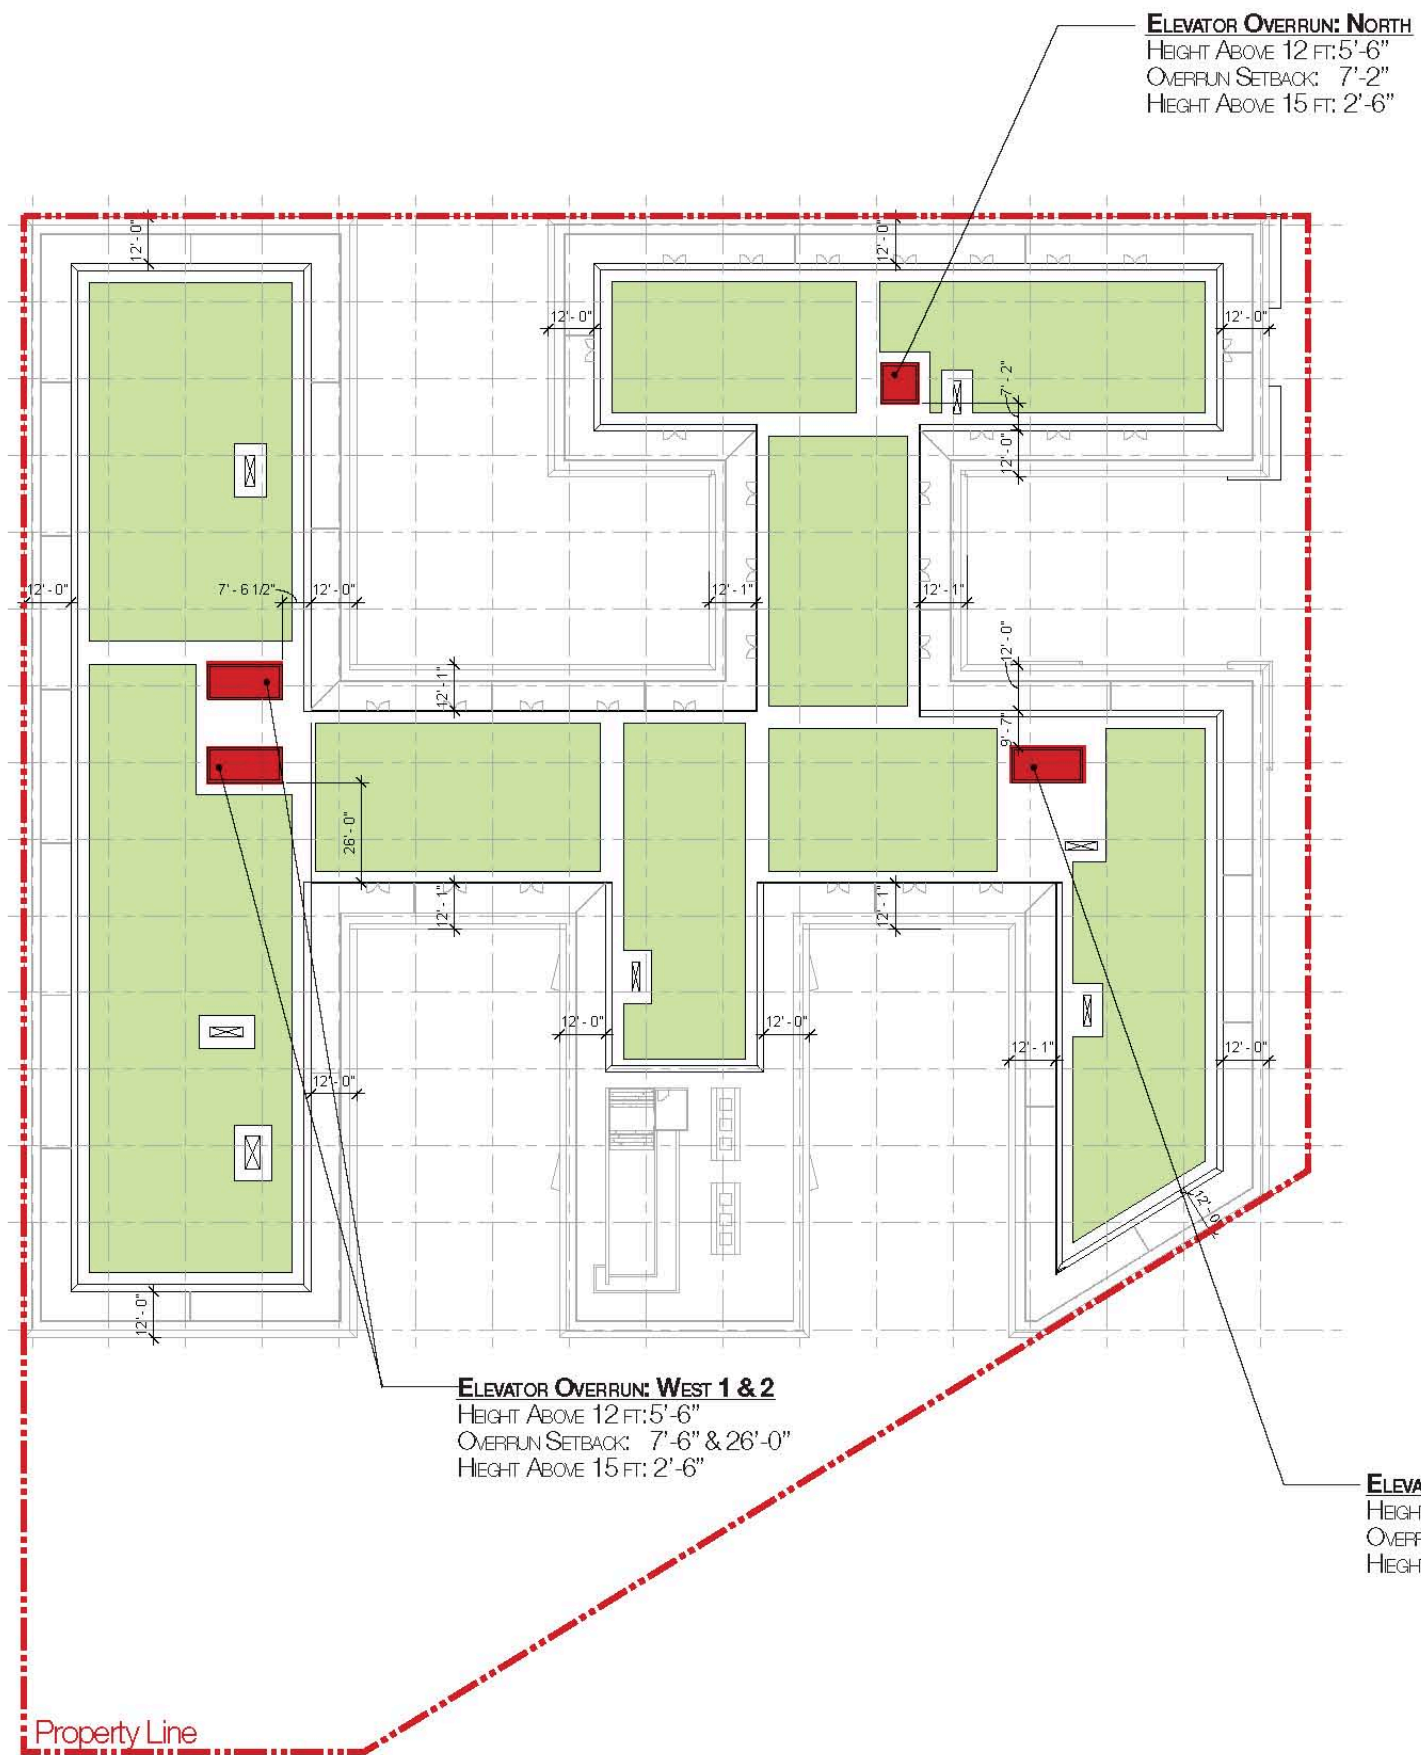 ELEVATOR OVERRUN: NORTH
HEIGHT ABOVE 12 FT: 5'-6"
OVERRUN SETBACK: 7'-2"
HIEGHT ABOVE 15 FT: 2'-6"
12'-0"
12'-0"
12'-0"
12'-0"
7'-2"
12'-0"
12'-0"
7'-6 1/2"
12'-0"
12'-1"
12'-1"
12'-0"
12'-1"
9'-7"
26'-0"
12'-1"
12'-1"
12'-0"
12'-0"
12'-1"
12'-0"
12'-0"
12'-0"
12'-0"
ELEVATOR OVERRUN: WEST 1 & 2
HEIGHT ABOVE 12 FT: 5'-6"
OVERRUN SETBACK: 7'-6" & 26'-0"
HIEGHT ABOVE 15 FT: 2'-6"
Property Line